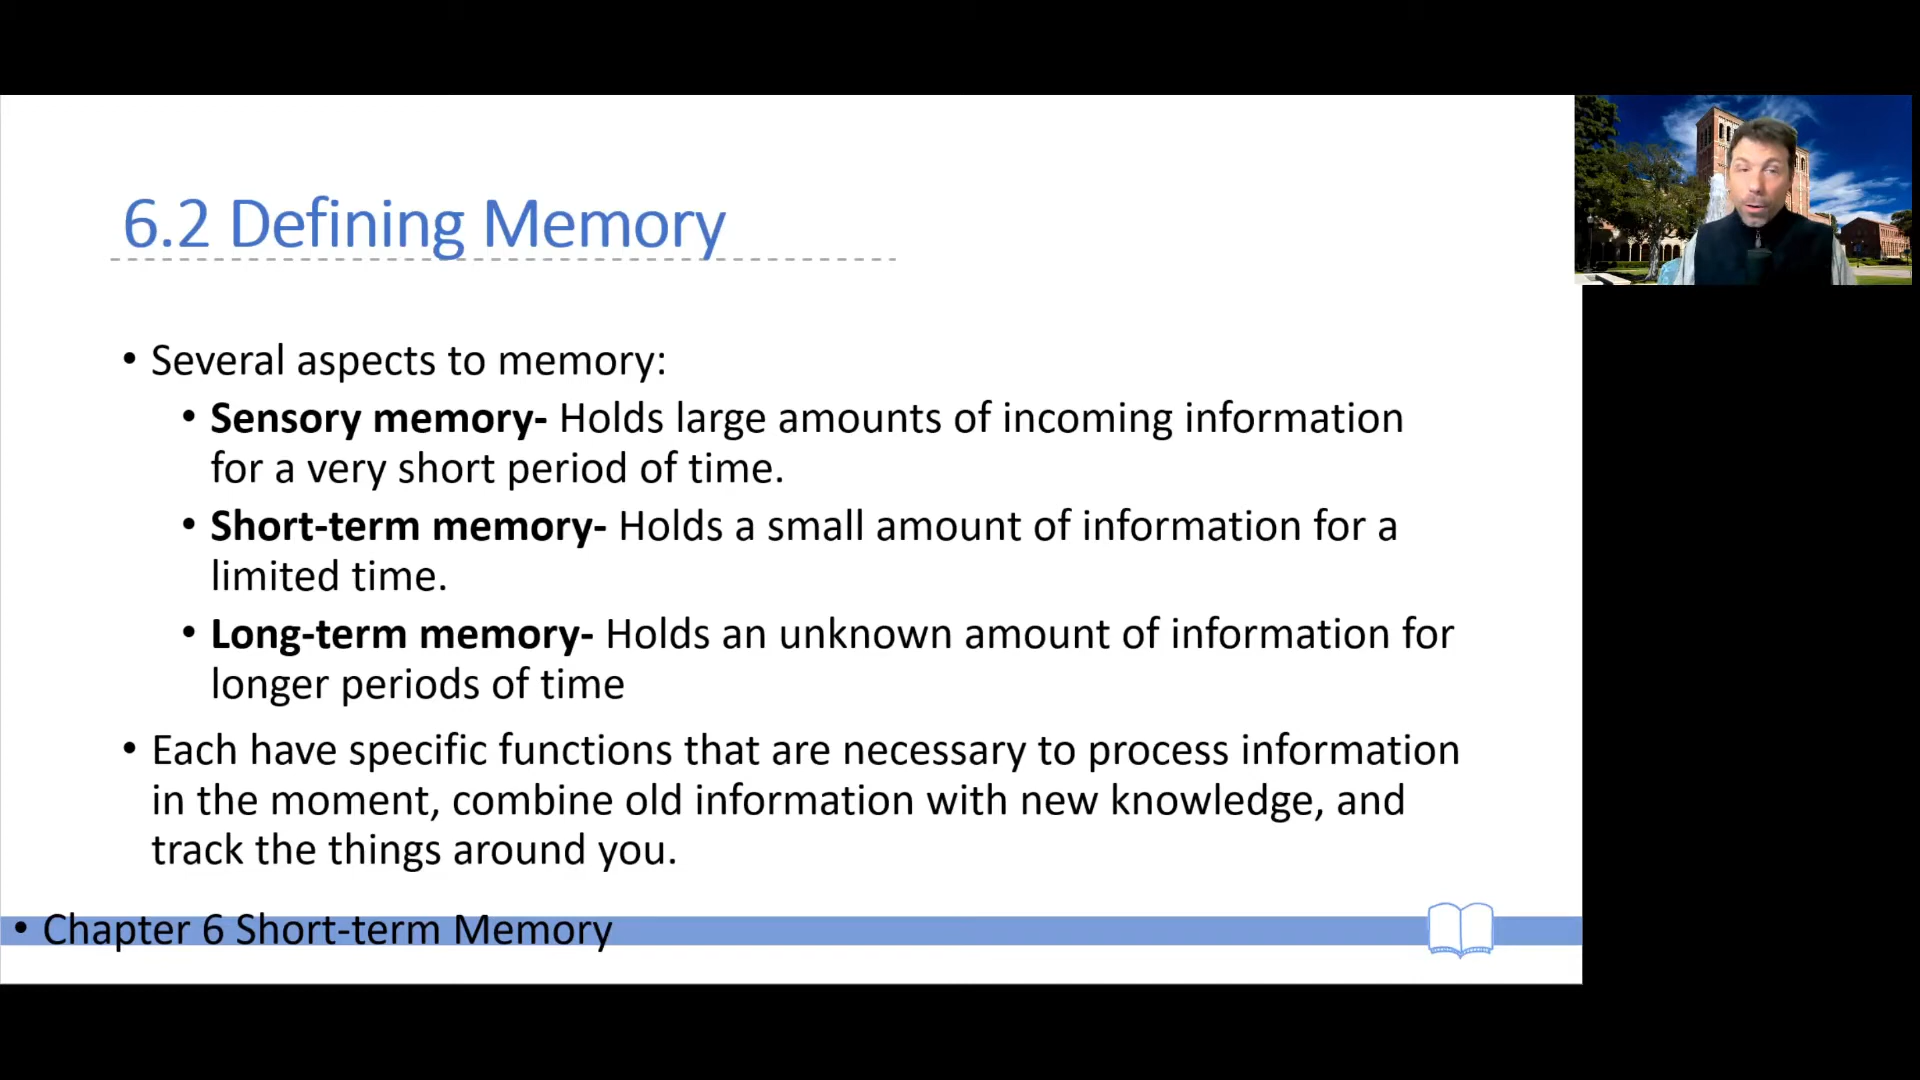 6.2 Defining Memory
• Several aspects to memory:
• Sensory memory- Holds large amounts of incoming information
for a very short period of time.
• Short-term memory- Holds a small amount of information for a
limited time.
• Long-term memory- Holds an unknown amount of information for
longer periods of time
• Each have specific functions that are necessary to process information
in the moment, combine old information with new knowledge, and
track the things around you.
• Chapter 6 Short-term Memory